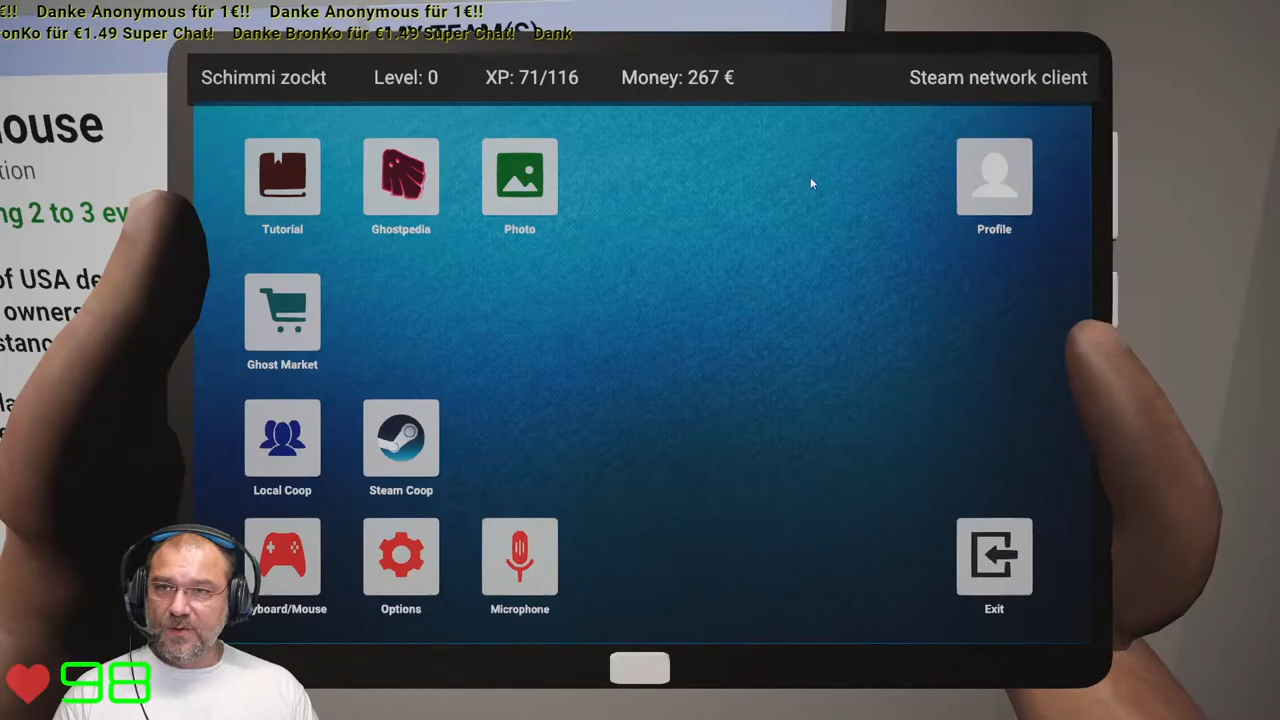 !!  Danke Anonymous für 1€!!  Danke Anonymous für 1€!!
onKo für €1.49 Super Chat!  Danke BronKo für €1.49 Super Chat!  Dank
Schimmi zockt  Level: 0  XP: 71/116  Money: 267 €  Steam network client
ouse
tion
ng 2 to 3 ev
of USA de
owners
stanc
Tutorial  Ghostpedia  Photo  Profile
Ghost Market
Local Coop  Steam Coop
yboard/Mouse  Options  Microphone  Exit
98